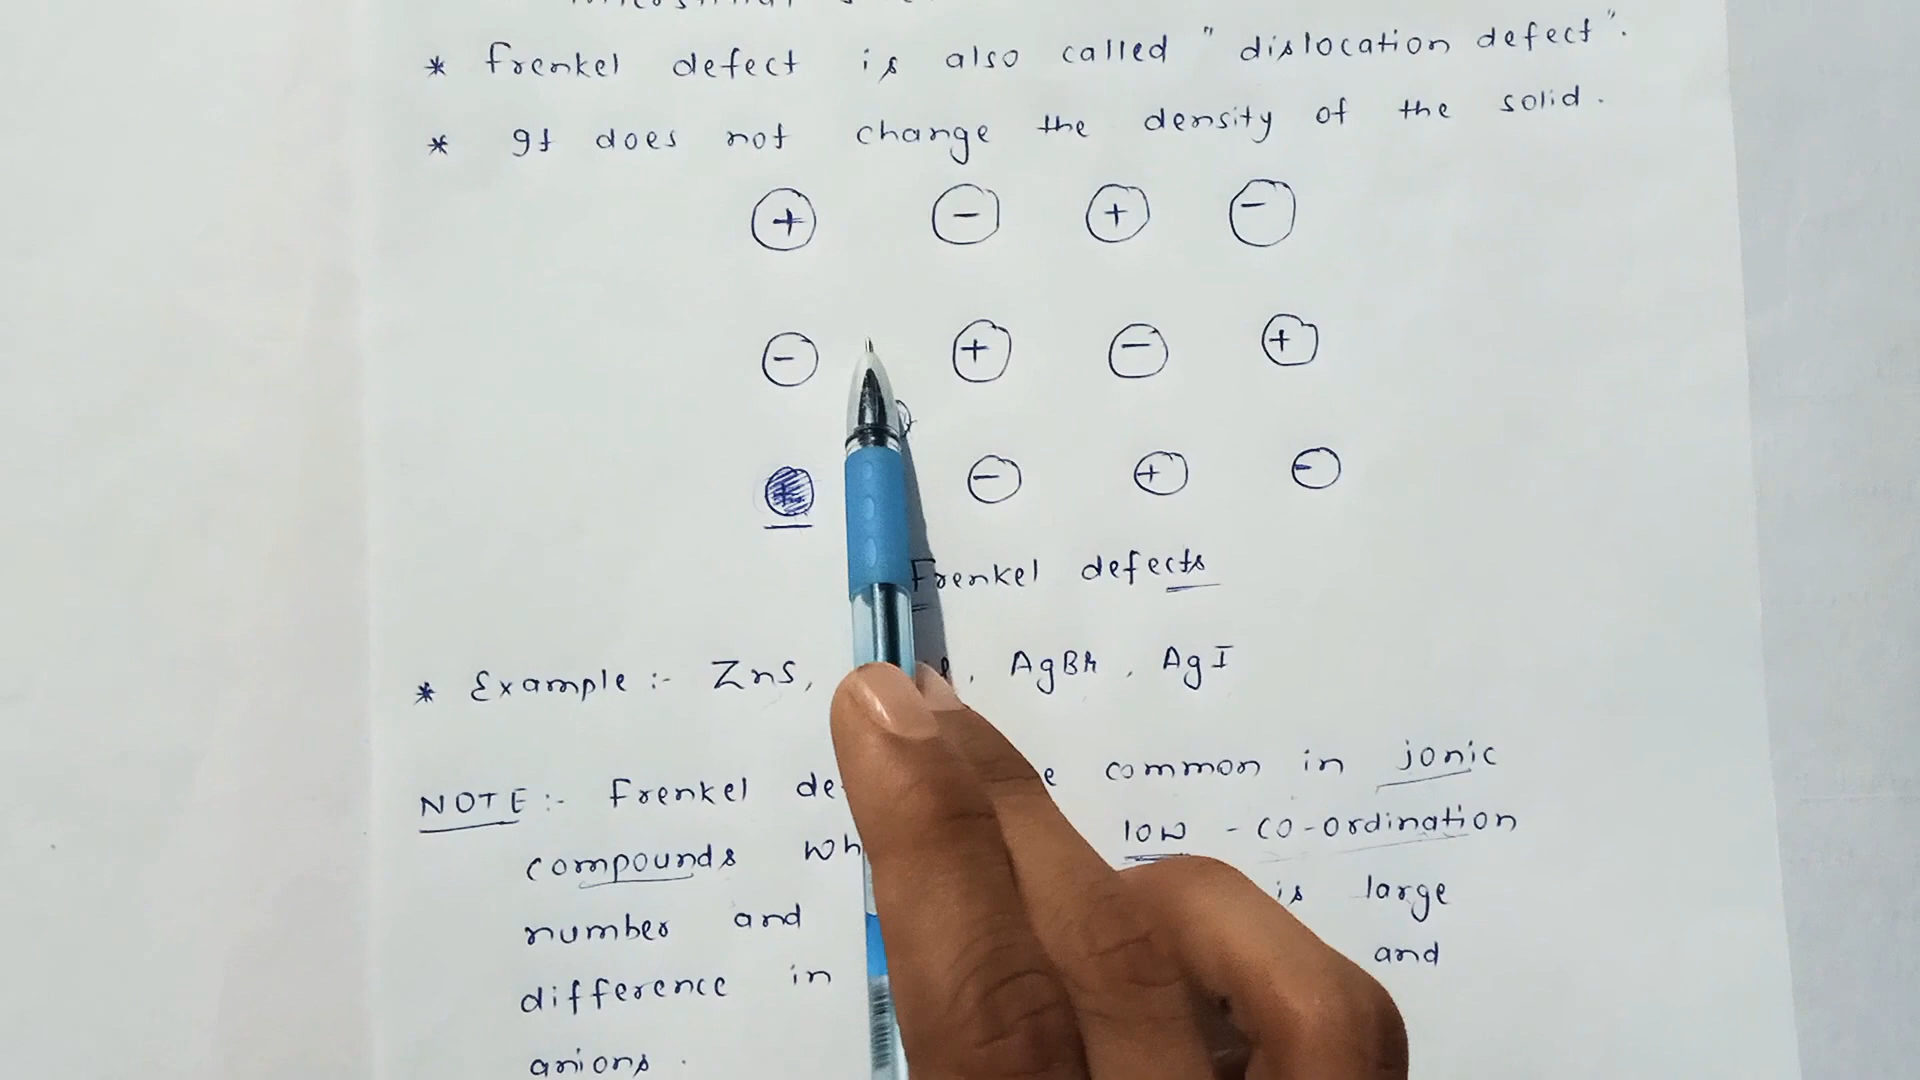 * Frenkel defect is also called "dislocation defect".
* It does not change the density of the solid.
+ - + -
- + - +
+ - + -
Frenkel defects
* Example :- ZnS, , AgBr, AgI
NOTE :- Frenkel common in ionic
compounds low - co-ordination
number and is large
difference in and
anions.